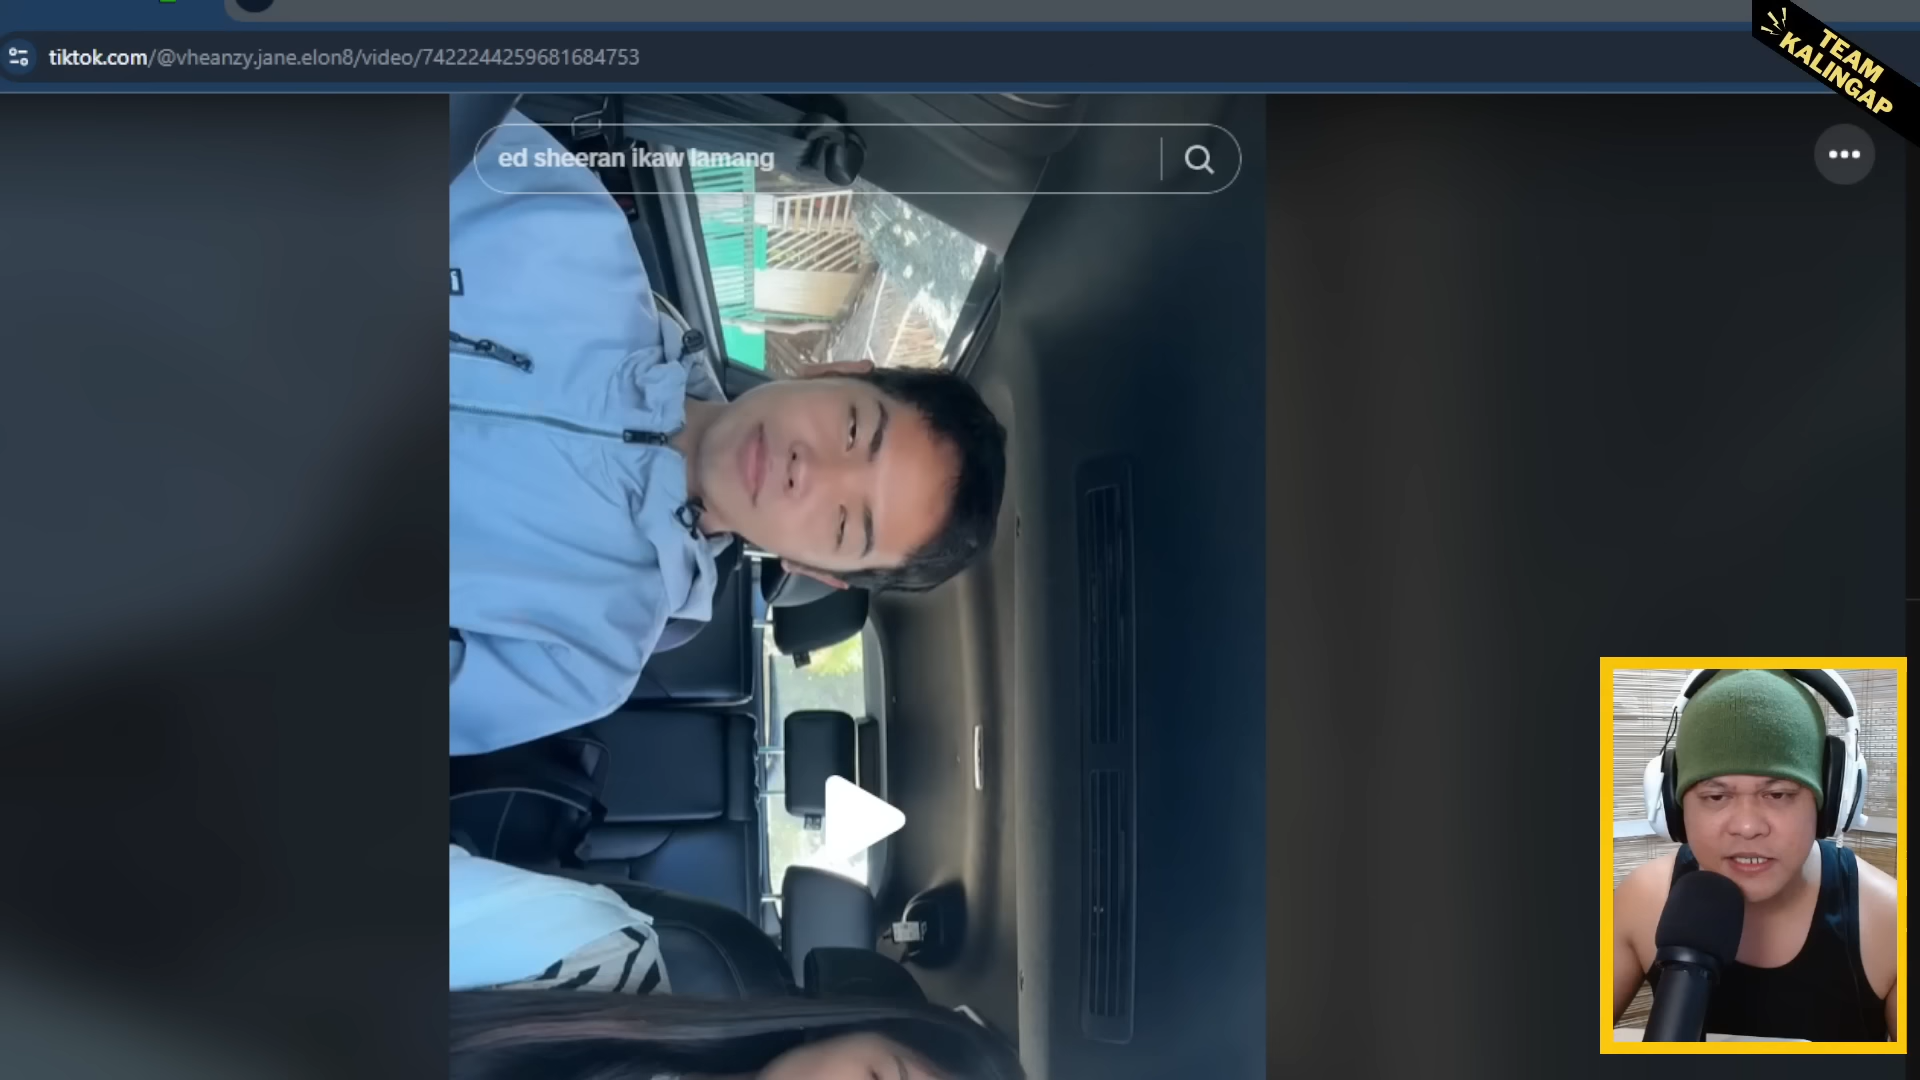 tiktok.com/@vheanzy.jane.elon8/video/7422244259681684753
TEAM
KALINGAP
ed sheeran ikaw lamang